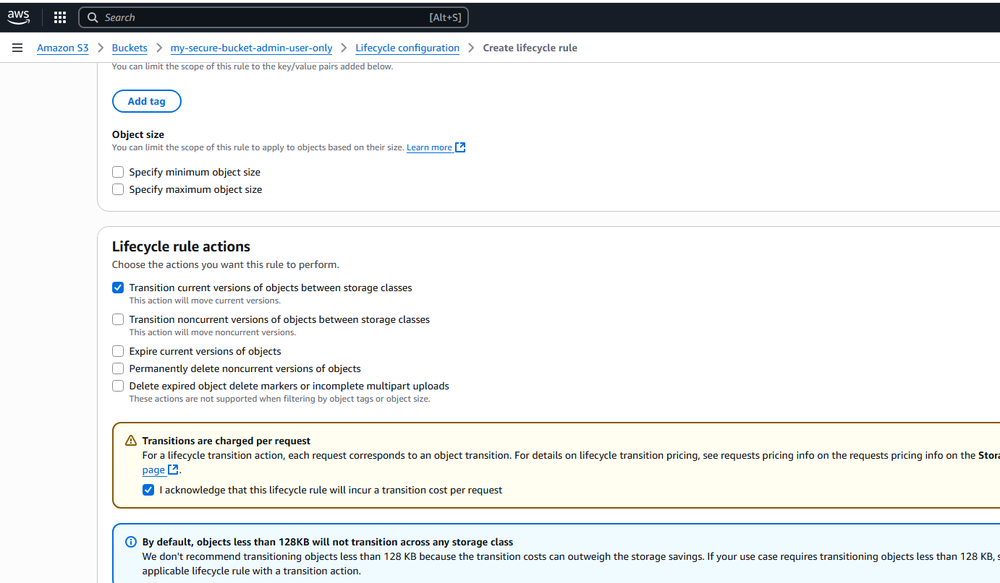 aws
Search [Alt+S]
Amazon S3 > Buckets > my-secure-bucket-admin-user-only > Lifecycle configuration > Create lifecycle rule
You can limit the scope of this rule to the key/value pairs added below.
Add tag
Object size
You can limit the scope of this rule to apply to objects based on their size. Learn more
Specify minimum object size
Specify maximum object size
Lifecycle rule actions
Choose the actions you want this rule to perform.
Transition current versions of objects between storage classes
This action will move current versions.
Transition noncurrent versions of objects between storage classes
This action will move noncurrent versions.
Expire current versions of objects
Permanently delete noncurrent versions of objects
Delete expired object delete markers or incomplete multipart uploads
These actions are not supported when filtering by object tags or object size.
Transitions are charged per request
For a lifecycle transition action, each request corresponds to an object transition. For details on lifecycle transition pricing, see requests pricing info on the requests pricing info on the
page.
I acknowledge that this lifecycle rule will incur a transition cost per request
By default, objects less than 128KB will not transition across any storage class
We don't recommend transitioning objects less than 128 KB because the transition costs can outweigh the storage savings. If your use case requires transitioning objects less than 128 KB,
applicable lifecycle rule with a transition action.